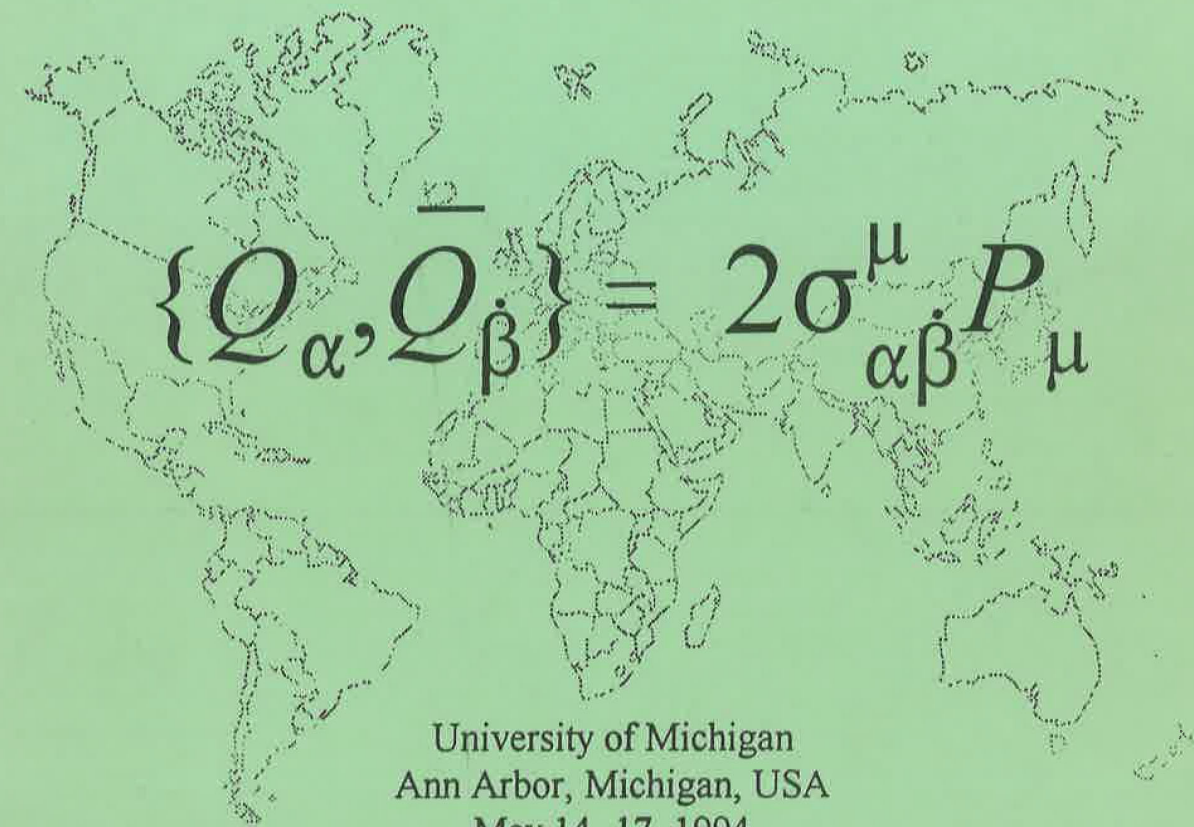 {Q_α, Q̅_β̇} = 2σ^μ_αβ̇ P_μ
University of Michigan
Ann Arbor, Michigan, USA
May 14–17, 1994